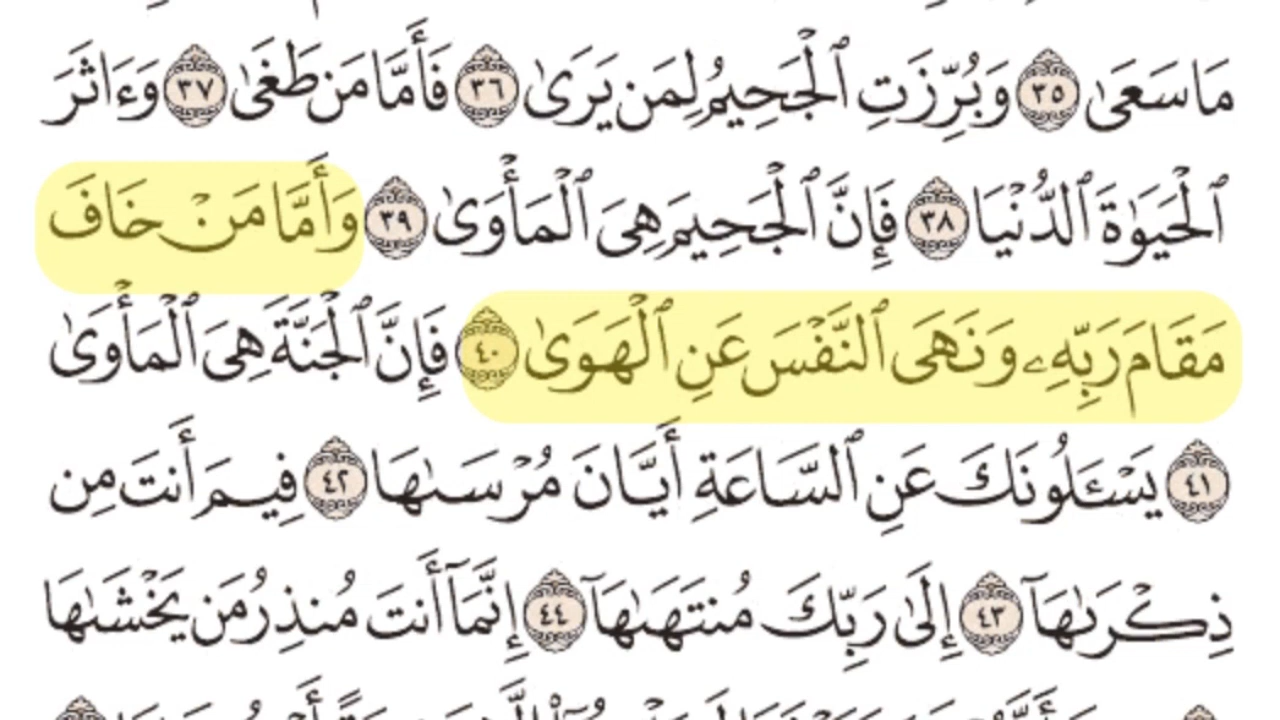 مَا سَعَىٰ ٣٥ وَبُرِّزَتِ ٱلْجَحِيمُ لِمَن يَرَىٰ ٣٦ فَأَمَّا مَن طَغَىٰ ٣٧ وَءَاثَرَ
ٱلْحَيَوٰةَ ٱلدُّنْيَا ٣٨ فَإِنَّ ٱلْجَحِيمَ هِىَ ٱلْمَأْوَىٰ ٣٩ وَأَمَّا مَنْ خَافَ
مَقَامَ رَبِّهِۦ وَنَهَى ٱلنَّفْسَ عَنِ ٱلْهَوَىٰ ٤٠ فَإِنَّ ٱلْجَنَّةَ هِىَ ٱلْمَأْوَىٰ
٤١ يَسْـَٔلُونَكَ عَنِ ٱلسَّاعَةِ أَيَّانَ مُرْسَىٰهَا ٤٢ فِيمَ أَنتَ مِن
ذِكْرَىٰهَآ ٤٣ إِلَىٰ رَبِّكَ مُنتَهَىٰهَآ ٤٤ إِنَّمَآ أَنتَ مُنذِرُ مَن يَخْشَىٰهَا